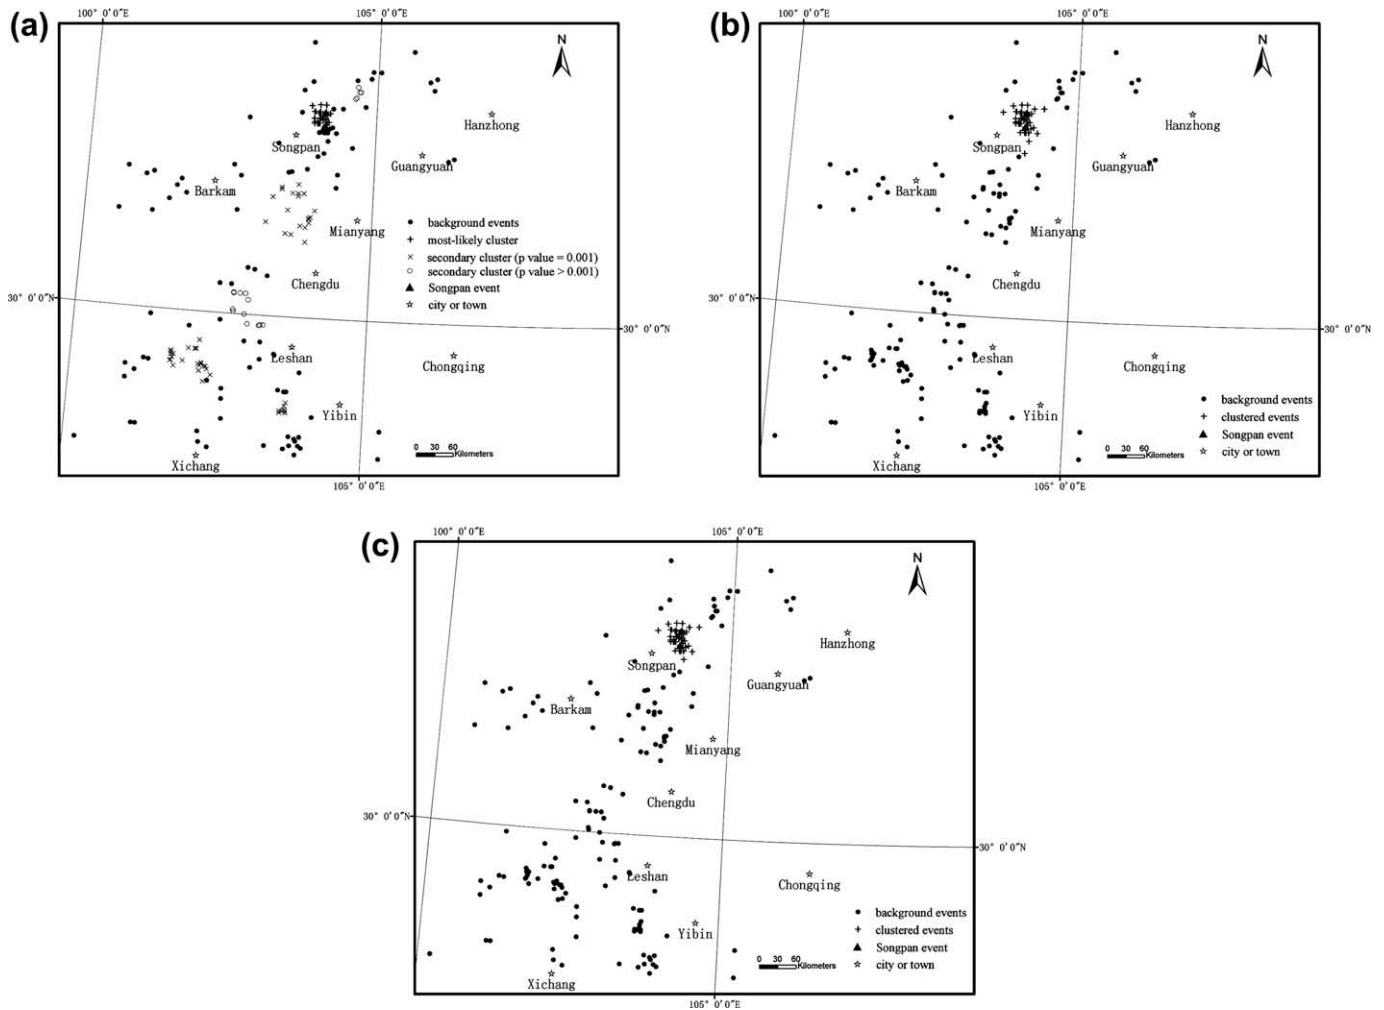 (a)
100° 0′0″E
105° 0′0″E
N
Hanzhong
Songpan
Guangyuan
Barkam
background events
most-likely cluster
Mianyang
secondary cluster (p value = 0.001)
secondary cluster (p value > 0.001)
Chengdu
Songpan event
city or town
30° 0′0″N
30° 0′0″N
Leshan
Chongqing
Yibin
0 30 60
Kilometers
Xichang
105° 0′0″E
(b)
100° 0′0″E
105° 0′0″E
N
Hanzhong
Songpan
Guangyuan
Barkam
Mianyang
Chengdu
30° 0′0″N
30° 0′0″N
Leshan
Chongqing
background events
Yibin
clustered events
Songpan event
city or town
0 30 60
Kilometers
Xichang
105° 0′0″E
(c)
100° 0′0″E
105° 0′0″E
N
Hanzhong
Songpan
Guangyuan
Barkam
Mianyang
Chengdu
30° 0′0″N
30° 0′0″N
Leshan
Chongqing
background events
Yibin
clustered events
Songpan event
city or town
0 30 60
Kilometers
Xichang
105° 0′0″E